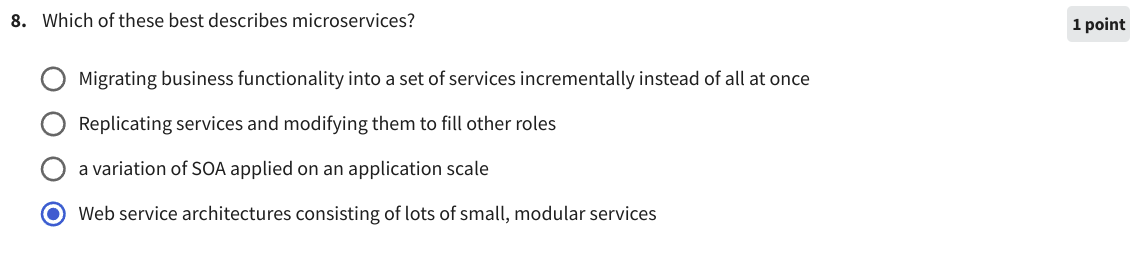 8. Which of these best describes microservices?
1 point
Migrating business functionality into a set of services incrementally instead of all at once
Replicating services and modifying them to fill other roles
a variation of SOA applied on an application scale
Web service architectures consisting of lots of small, modular services